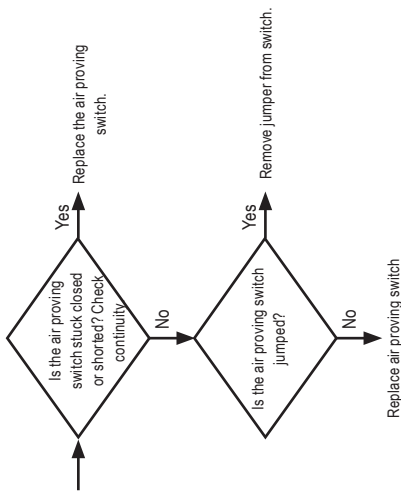 Is the air proving
switch stuck closed
or shorted? Check
continuity
Yes
Replace the air proving
switch.
No
Is the air proving switch
jumped?
Yes
Remove jumper from switch.
No
Replace air proving switch